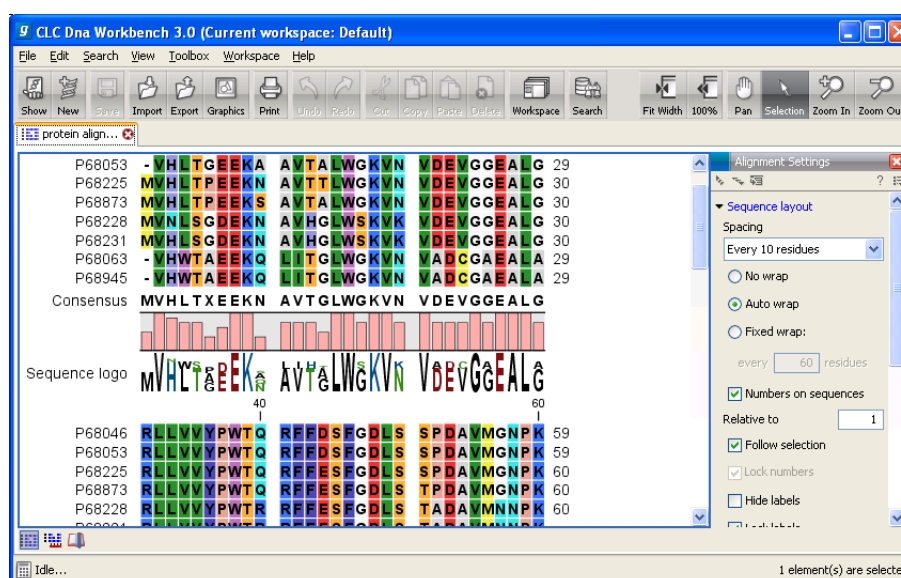 CLC Dna Workbench 3.0 (Current workspace: Default)
File Edit Search View Toolbox Workspace Help
Show New Save Import Export Graphics Print Undo Redo Cut Copy Paste Delete Workspace Search Fit Width 100% Pan Selection Zoom In Zoom Ou
protein align...
P68053 -VHLTGEEKA AVTALWGKVN VDEVGGEALG 29
P68225 MVHLTPEEKN AVTTLWGKVN VDEVGGEALG 30
P68873 MVHLTPEEKS AVTALWGKVN VDEVGGEALG 30
P68228 MVNLSGDEKN AVHGLWSKVK VDEVGGEALG 30
P68231 MVHLSGDEKN AVHGLWSKVK VDEVGGEALG 30
P68063 -VHWTAEEKQ LITGLWGKVN VADCGAEALA 29
P68945 -VHWTAEEKQ LITGLWGKVN VADCGAEALA 29
Consensus MVHLTXEEKN AVTGLWGKVN VDEVGGEALG
Sequence logo
40 60
P68046 RLLVVYPWTQ RFFDSFGDLS SPDAVMGNPK 59
P68053 RLLVVYPWTQ RFFDSFGDLS SPDAVMGNPK 59
P68225 RLLVVYPWTQ RFFESFGDLS SPDAVMGNPK 60
P68873 RLLVVYPWTQ RFFESFGDLS TPDAVMGNPK 60
P68228 RLLVVYPWTR RFFESFGDLS TADAVMNNPK 60
Alignment Settings
?
Sequence layout
Spacing
Every 10 residues
No wrap
Auto wrap
Fixed wrap:
every 60 residues
Numbers on sequences
Relative to 1
Follow selection
Lock numbers
Hide labels
Lock labels
Idle...
1 element(s) are selecte